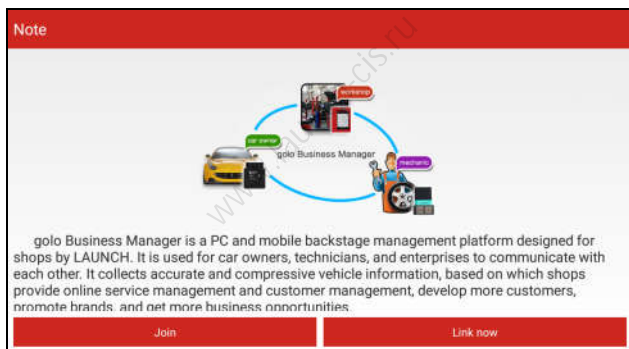 Note
workshop
car owner
golo Business Manager
mechanic
golo Business Manager is a PC and mobile backstage management platform designed for
shops by LAUNCH. It is used for car owners, technicians, and enterprises to communicate with
each other. It collects accurate and compressive vehicle information, based on which shops
provide online service management and customer management, develop more customers,
promote brands, and get more business opportunities.
Join
Link now